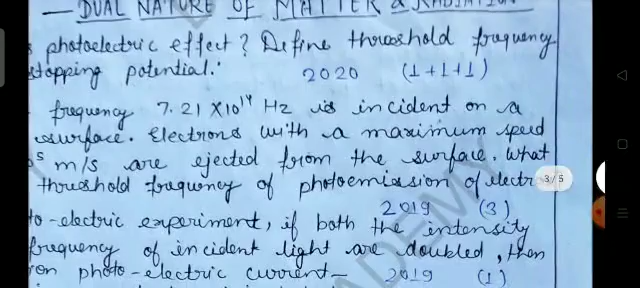 — DUAL NATURE OF MATTER & RADIATION
photoelectric effect? Define threshold frequency
stopping potential. 2020 (1+1+1)
frequency 7.21 X10¹⁴ Hz is incident on a
surface. Electrons with a maximum speed
m/s are ejected from the surface. What
threshold frequency of photoemission of electr
3/5
2019 (3)
to-electric experiment, if both the intensity
frequency of incident light are doubled, then
on photo-electric current— 2019 (1)